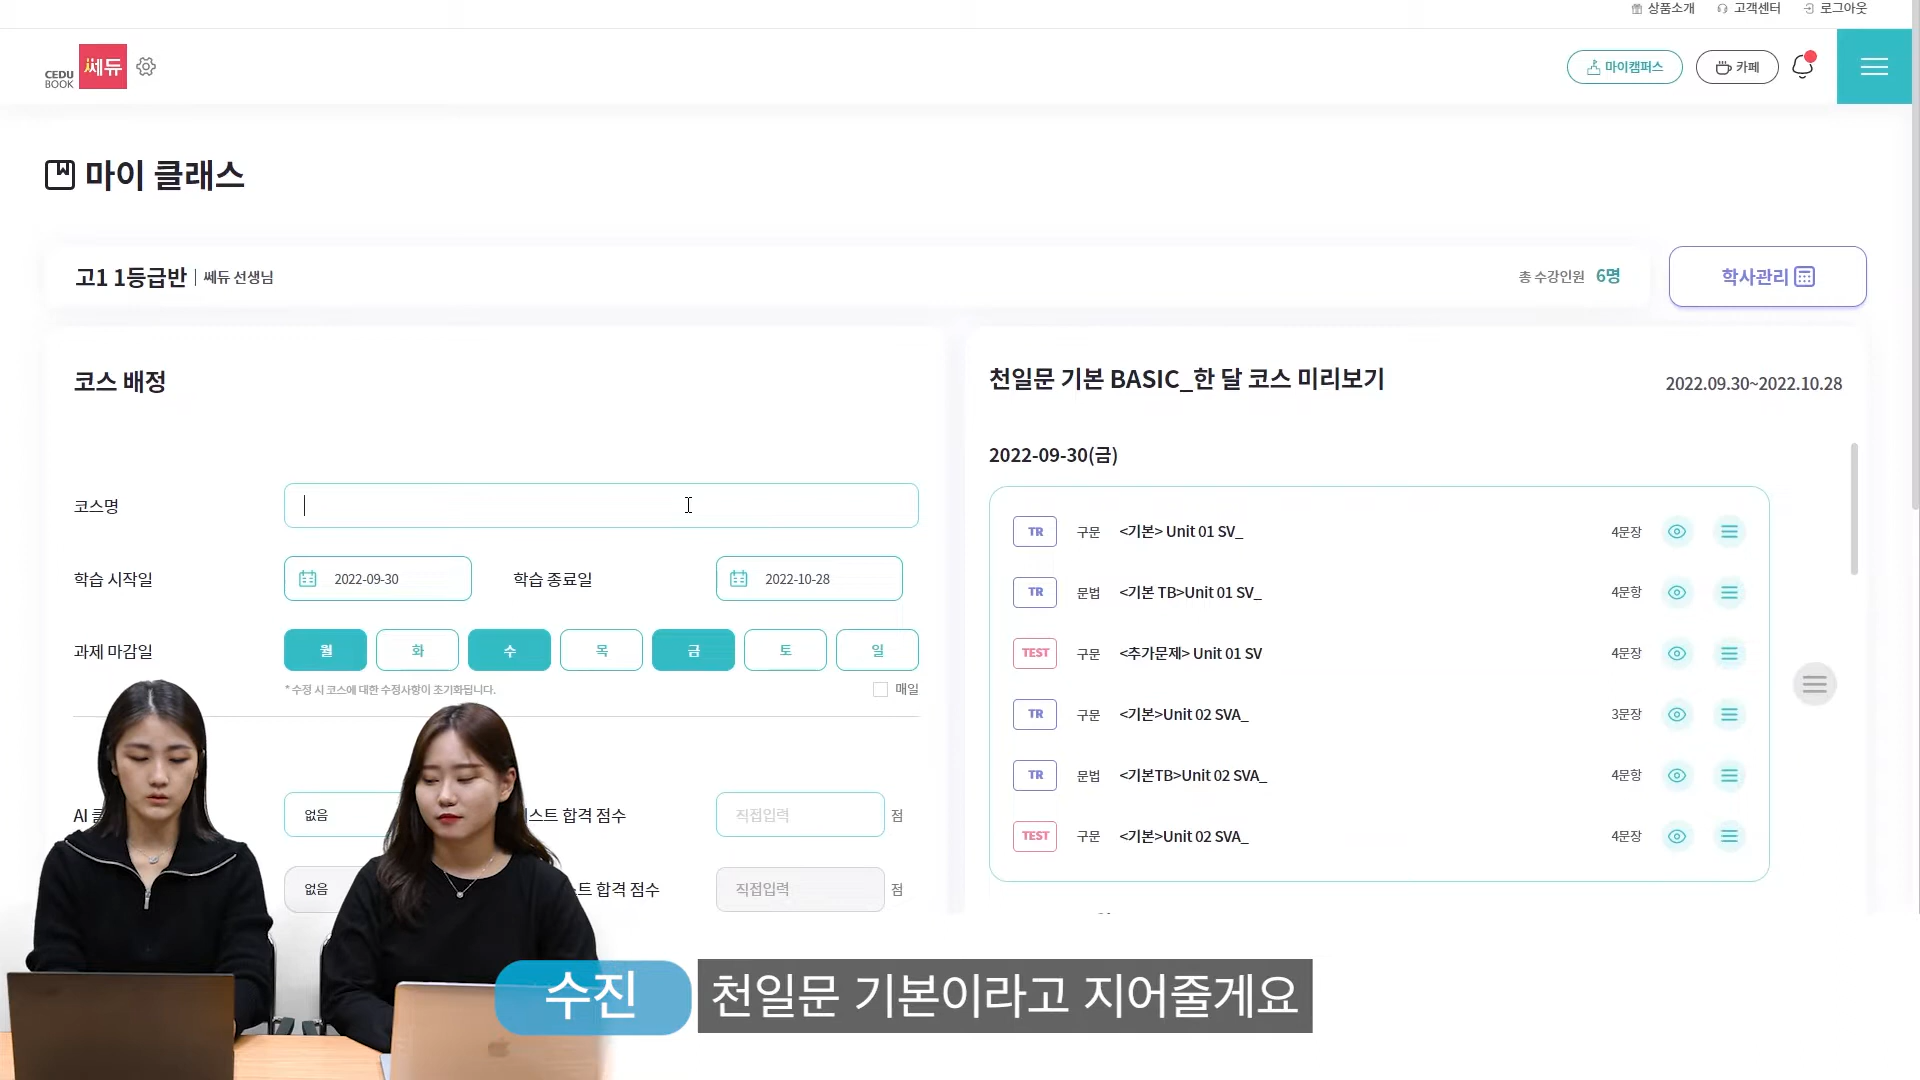 상품소개 고객센터 로그아웃
CEDU
BOOK
쎄듀
마이캠퍼스 카페
마이 클래스
고1 1등급반 | 쎄듀 선생님
총 수강인원 6명
학사관리
코스 배정
코스명
학습 시작일 2022-09-30 학습 종료일 2022-10-28
과제 마감일 월 화 수 목 금 토 일
* 수정 시 코스에 대한 수정사항이 초기화됩니다. 매일
AI 없음 스트 합격 점수 직접입력 점
없음 트 합격 점수 직접입력 점
천일문 기본 BASIC_한 달 코스 미리보기
2022.09.30~2022.10.28
2022-09-30(금)
TR 구문 <기본> Unit 01 SV_ 4문장
TR 문법 <기본 TB>Unit 01 SV_ 4문항
TEST 구문 <추가문제> Unit 01 SV 4문장
TR 구문 <기본>Unit 02 SVA_ 3문장
TR 문법 <기본TB>Unit 02 SVA_ 4문항
TEST 구문 <기본>Unit 02 SVA_ 4문장
수진 천일문 기본이라고 지어줄게요